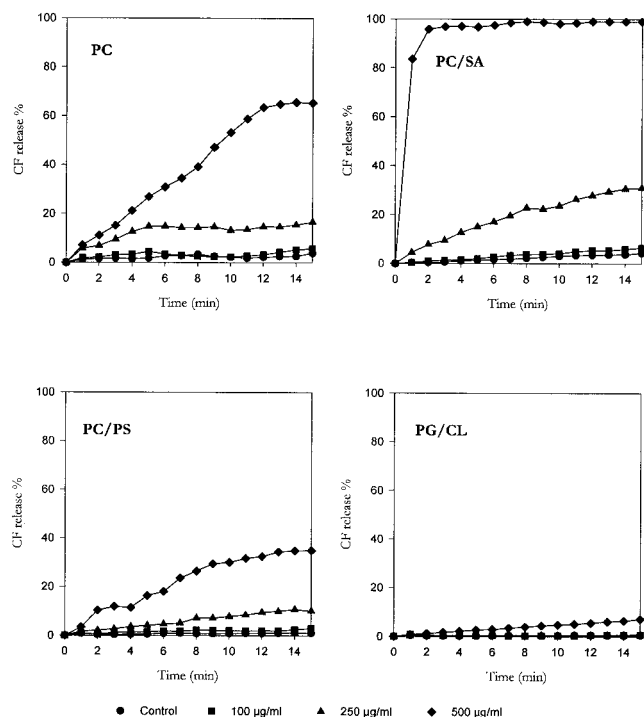 PC
CF release %
100
80
60
40
20
0
0 2 4 6 8 10 12 14
Time (min)
PC/SA
CF release %
100
80
60
40
20
0
0 2 4 6 8 10 12 14
Time (min)
PC/PS
CF release %
100
80
60
40
20
0
0 2 4 6 8 10 12 14
Time (min)
PG/CL
CF release %
100
80
60
40
20
0
0 2 4 6 8 10 12 14
Time (min)
Control 100 µg/ml 250 µg/ml 500 µg/ml